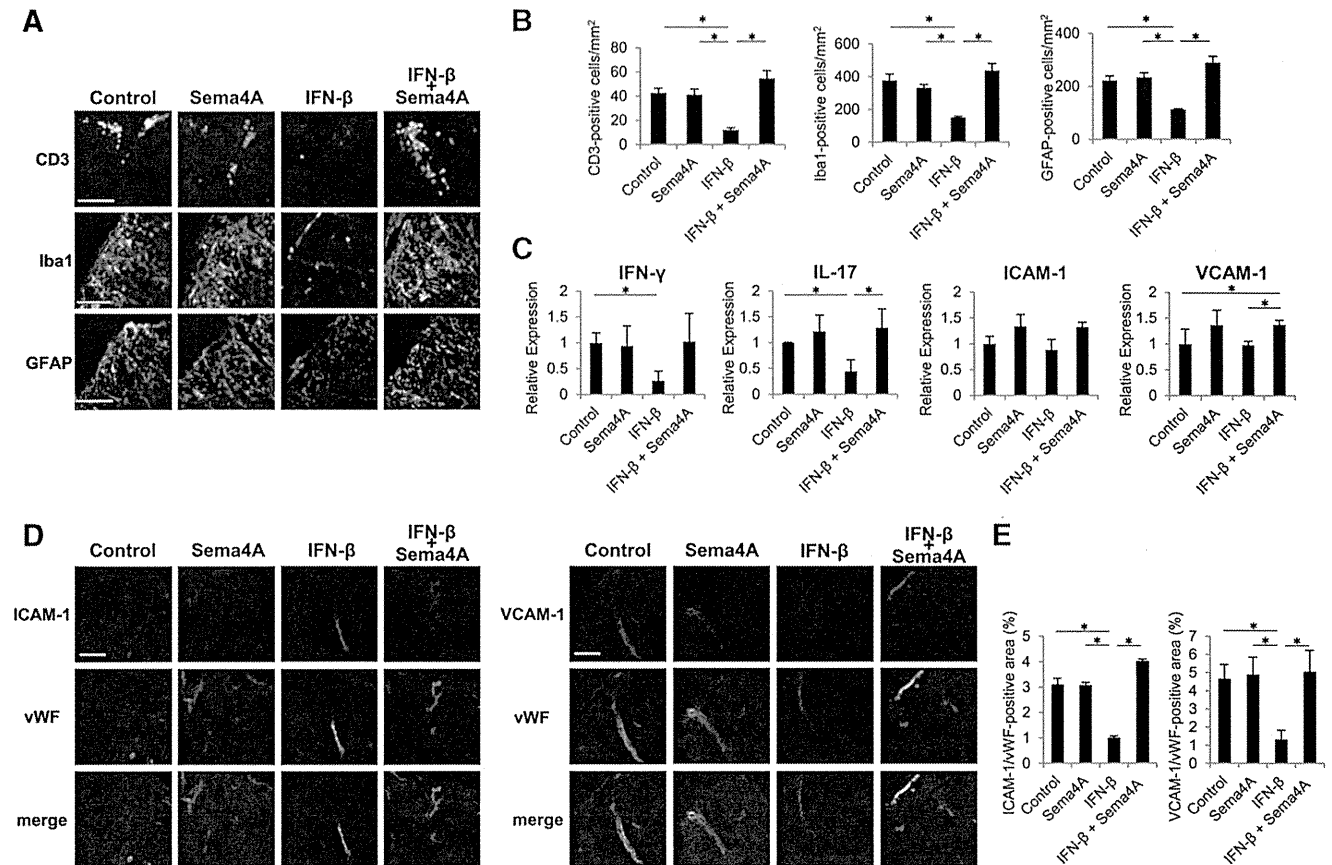 A
Control
Sema4A
IFN-β
IFN-β
+
Sema4A
CD3
Iba1
GFAP
B
CD3-positive cells/mm²
80
60
40
20
0
*
*
*
Control
Sema4A
IFN-β
IFN-β + Sema4A
Iba1-positive cells/mm²
600
400
200
0
*
*
*
Control
Sema4A
IFN-β
IFN-β + Sema4A
GFAP-positive cells/mm²
400
200
0
*
*
*
Control
Sema4A
IFN-β
IFN-β + Sema4A
C
IFN-γ
Relative Expression
2
1.5
1
0.5
0
*
Control
Sema4A
IFN-β
IFN-β + Sema4A
IL-17
Relative Expression
2
1.5
1
0.5
0
*
*
Control
Sema4A
IFN-β
IFN-β + Sema4A
ICAM-1
Relative Expression
2
1.5
1
0.5
0
Control
Sema4A
IFN-β
IFN-β + Sema4A
VCAM-1
Relative Expression
2
1.5
1
0.5
0
*
*
Control
Sema4A
IFN-β
IFN-β + Sema4A
D
Control
Sema4A
IFN-β
IFN-β
+
Sema4A
ICAM-1
vWF
merge
Control
Sema4A
IFN-β
IFN-β
+
Sema4A
VCAM-1
vWF
merge
E
ICAM-1/vWF-positive area (%)
5
4
3
2
1
0
*
*
*
Control
Sema4A
IFN-β
IFN-β + Sema4A
VCAM-1/vWF-positive area (%)
8
7
6
5
4
3
2
1
0
*
*
*
Control
Sema4A
IFN-β
IFN-β + Sema4A